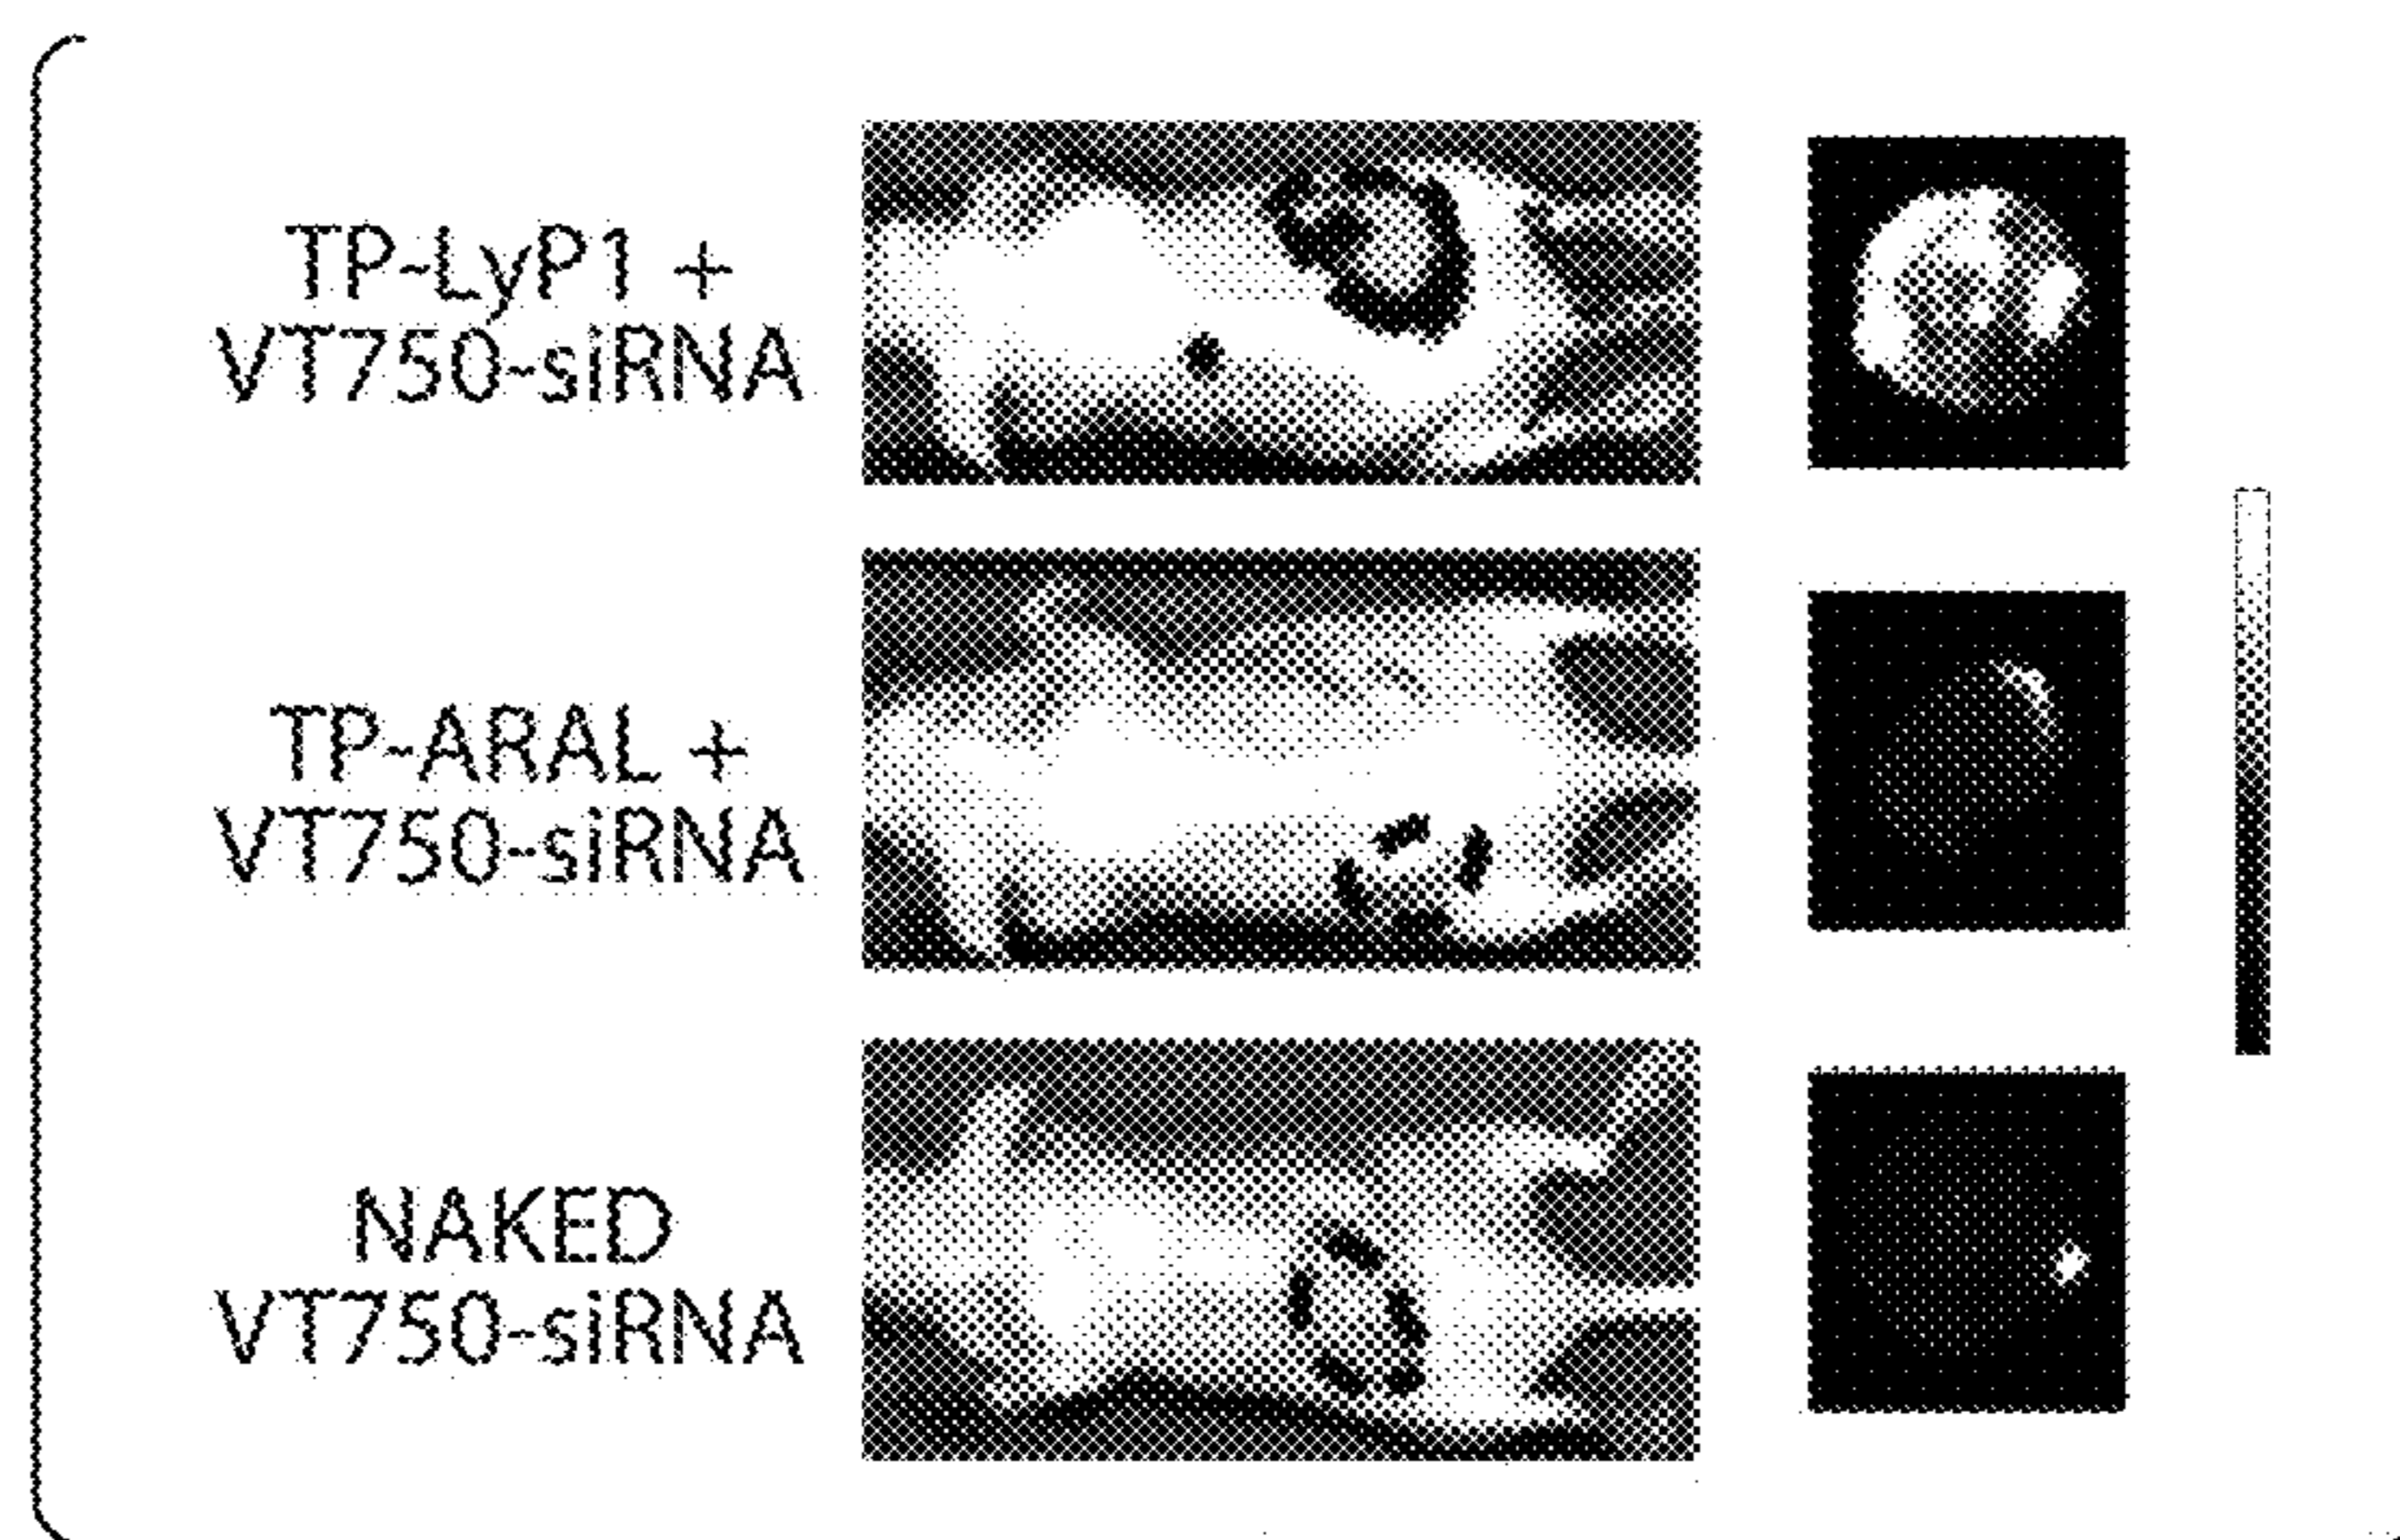 TP-LyP1 +
VT750-siRNA
TP-ARAL +
VT750-siRNA
NAKED
VT750-siRNA